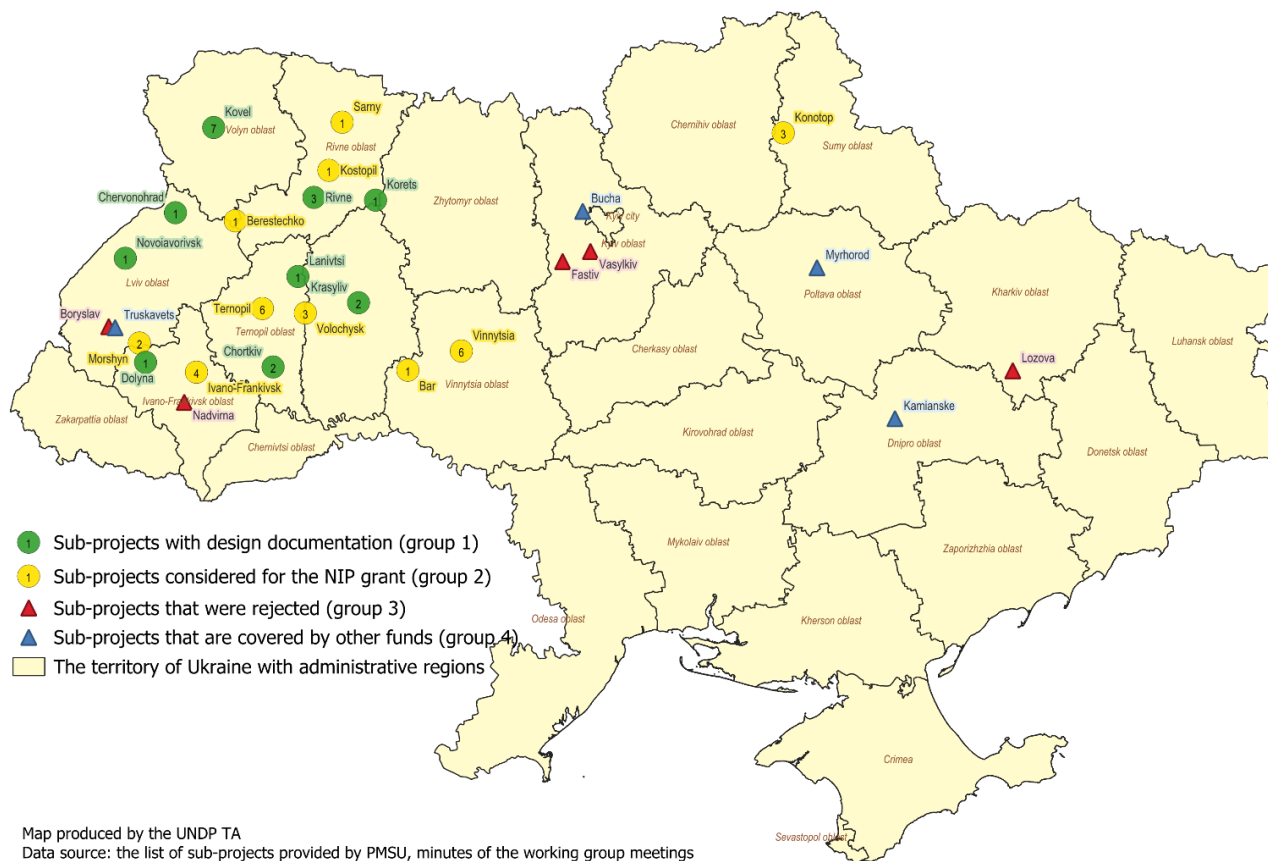 Sarny
1
Kovel
7
Volyn oblast
Rivne oblast
Chernihiv oblast
Konotop
3
Sumy oblast
1
Kostopil
Chervonohrad
1
3
Rivne
Korets
1
Zhytomyr oblast
Bucha
Kyiv city
1
Berestechko
Kyiv oblast
Vasylkiv
Fastiv
Novoiavorivsk
1
Lviv oblast
Lanivtsi
1
Krasyliv
2
Myrhorod
Poltava oblast
Kharkiv oblast
Luhansk oblast
Boryslav
Truskavets
Ternopil
6
3
Volochysk
Ternopil oblast
Morshyn
2
1
Dolyna
4
Ivano-Frankivsk
Ivano-Frankivsk oblast
Nadvirna
Chortkiv
2
Vinnytsia
6
1
Bar
Vinnytsia oblast
Cherkasy oblast
Lozova
Kamianske
Dnipro oblast
Zakarpattia oblast
Chernivtsi oblast
Kirovohrad oblast
Donetsk oblast
1
Sub-projects with design documentation (group 1)
1
Sub-projects considered for the NIP grant (group 2)
Sub-projects that were rejected (group 3)
Sub-projects that are covered by other funds (group 4)
The territory of Ukraine with administrative regions
Mykolaiv oblast
Zaporizhzhia oblast
Odesa oblast
Kherson oblast
Crimea
Sevastopol oblast
Map produced by the UNDP TA
Data source: the list of sub-projects provided by PMSU, minutes of the working group meetings